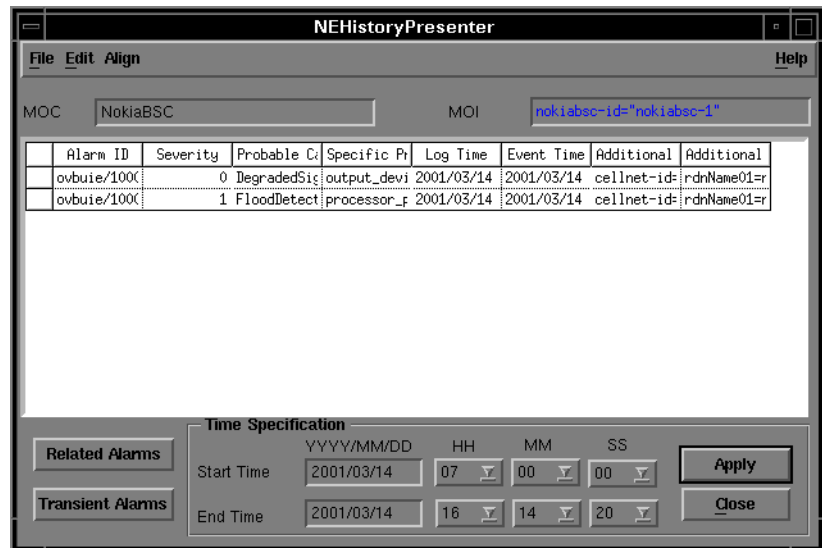 NEHistoryPresenter
File Edit Align Help
MOC NokiaBSC MOI nokiabsc-id="nokiabsc-1"
Alarm ID Severity Probable Ca Specific Pr Log Time Event Time Additional Additional
ovbuie/100( 0 DegradedSig output_devi 2001/03/14 2001/03/14 cellnet-id= rdnName01=r
ovbuie/100( 1 FloodDetect processor_p 2001/03/14 2001/03/14 cellnet-id= rdnName01=r
Time Specification
YYYY/MM/DD HH MM SS
Related Alarms
Start Time 2001/03/14 07 00 00
Apply
Transient Alarms
End Time 2001/03/14 16 14 20
Close